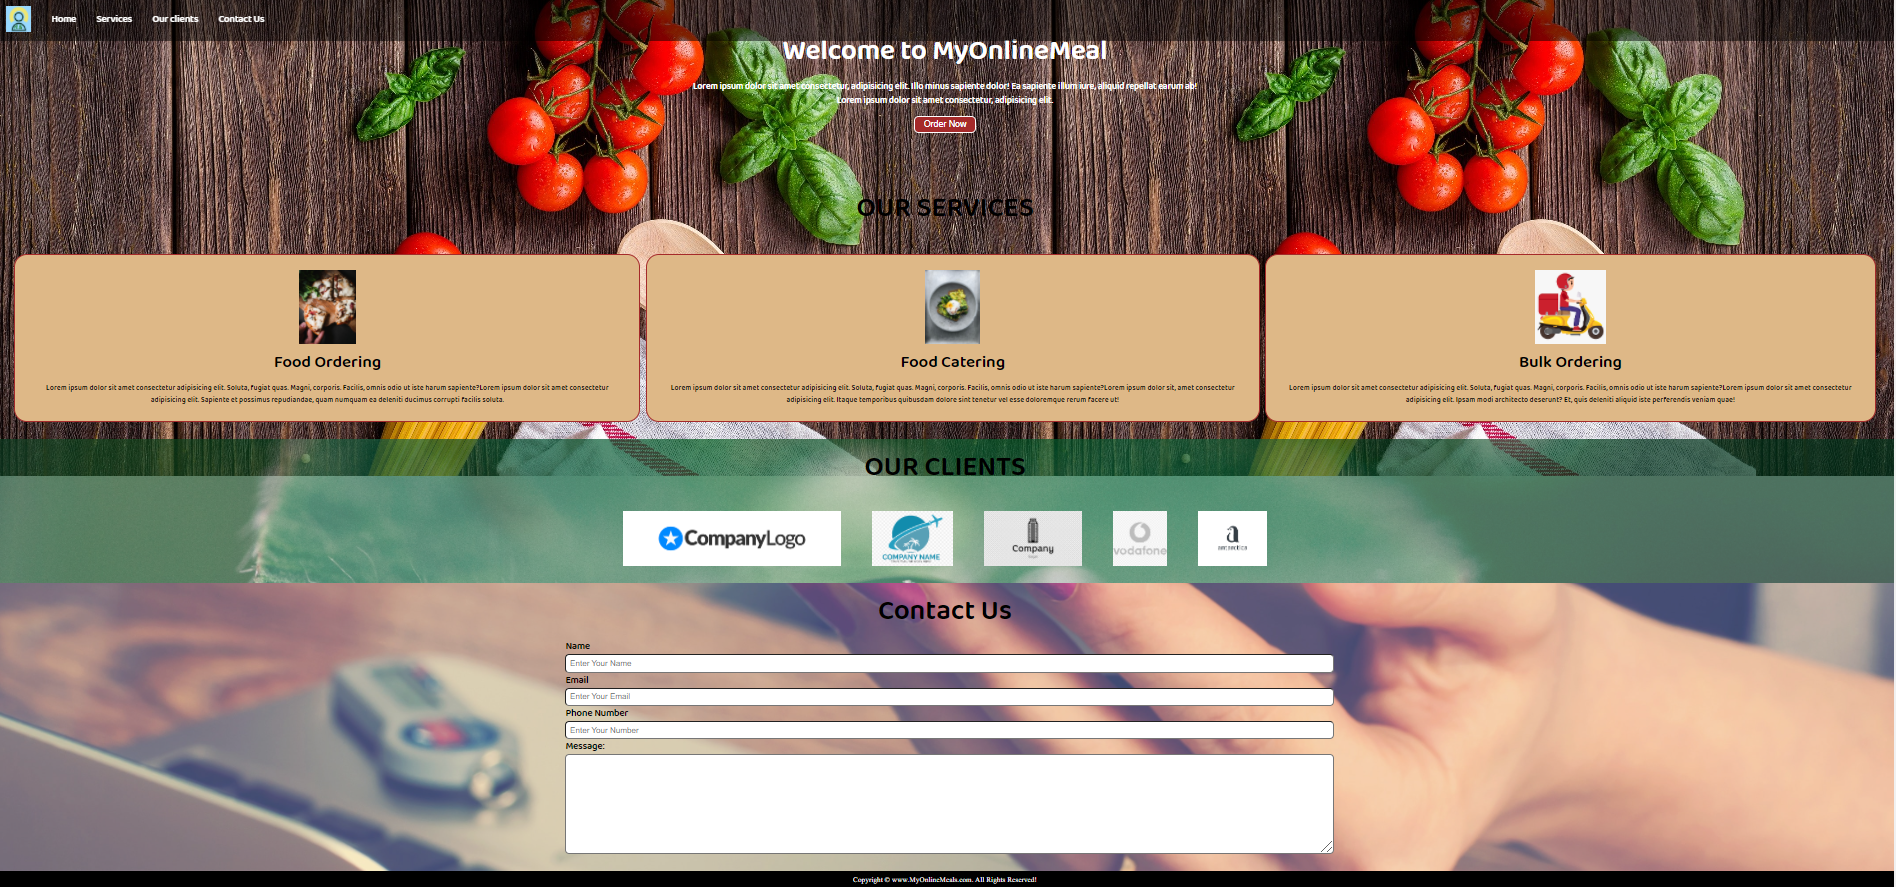 Home Services Our clients Contact Us
Welcome to MyOnlineMeal
Lorem ipsum dolor sit amet consectetur, adipisicing elit. Illo minus sapiente dolor! Ea sapiente illum iure, aliquid repellat earum ab!
Lorem ipsum dolor sit amet consectetur, adipisicing elit.
Order Now
OUR SERVICES
Food Ordering
Lorem ipsum dolor sit amet consectetur adipisicing elit. Soluta, fugiat quas. Magni, corporis. Facilis, omnis odio ut iste harum sapiente?Lorem ipsum dolor sit amet consectetur
adipisicing elit. Sapiente et possimus repudiandae, quam numquam ea deleniti ducimus corrupti facilis soluta.
Food Catering
Lorem ipsum dolor sit amet consectetur adipisicing elit. Soluta, fugiat quas. Magni, corporis. Facilis, omnis odio ut iste harum sapiente?Lorem ipsum dolor sit, amet consectetur
adipisicing elit. Itaque temporibus quibusdam dolore sint tenetur vel esse doloremque rerum facere ut!
Bulk Ordering
Lorem ipsum dolor sit amet consectetur adipisicing elit. Soluta, fugiat quas. Magni, corporis. Facilis, omnis odio ut iste harum sapiente?Lorem ipsum dolor sit amet consectetur
adipisicing elit. Ipsam modi architecto deserunt? Et, quis deleniti aliquid iste perferendis veniam quae!
OUR CLIENTS
CompanyLogo
COMPANY NAME
Company
vodafone
a
Contact Us
Name
Enter Your Name
Email
Enter Your Email
Phone Number
Enter Your Number
Message:
Copyright © www.MyOnlineMeals.com. All Rights Reserved!